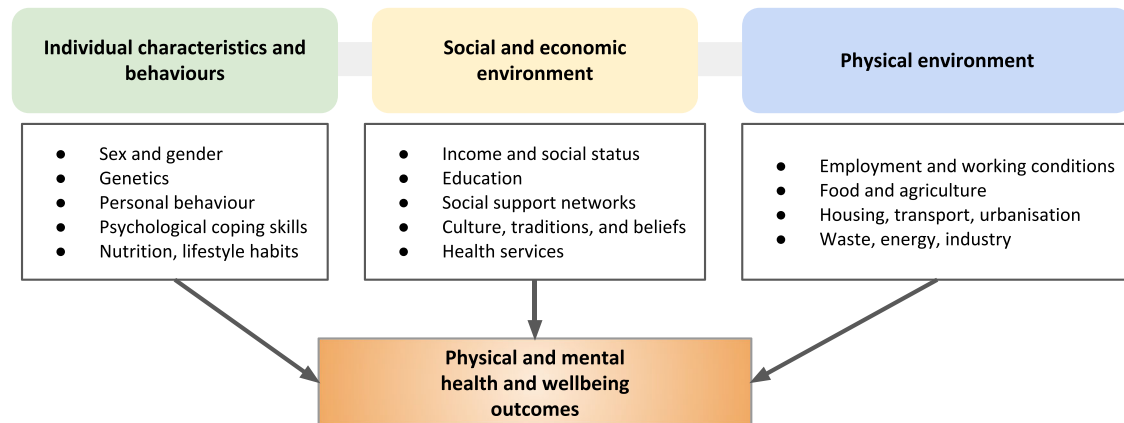 Individual characteristics and
behaviours
Social and economic
environment
Physical environment
● Sex and gender
● Genetics
● Personal behaviour
● Psychological coping skills
● Nutrition, lifestyle habits
● Income and social status
● Education
● Social support networks
● Culture, traditions, and beliefs
● Health services
● Employment and working conditions
● Food and agriculture
● Housing, transport, urbanisation
● Waste, energy, industry
Physical and mental
health and wellbeing
outcomes